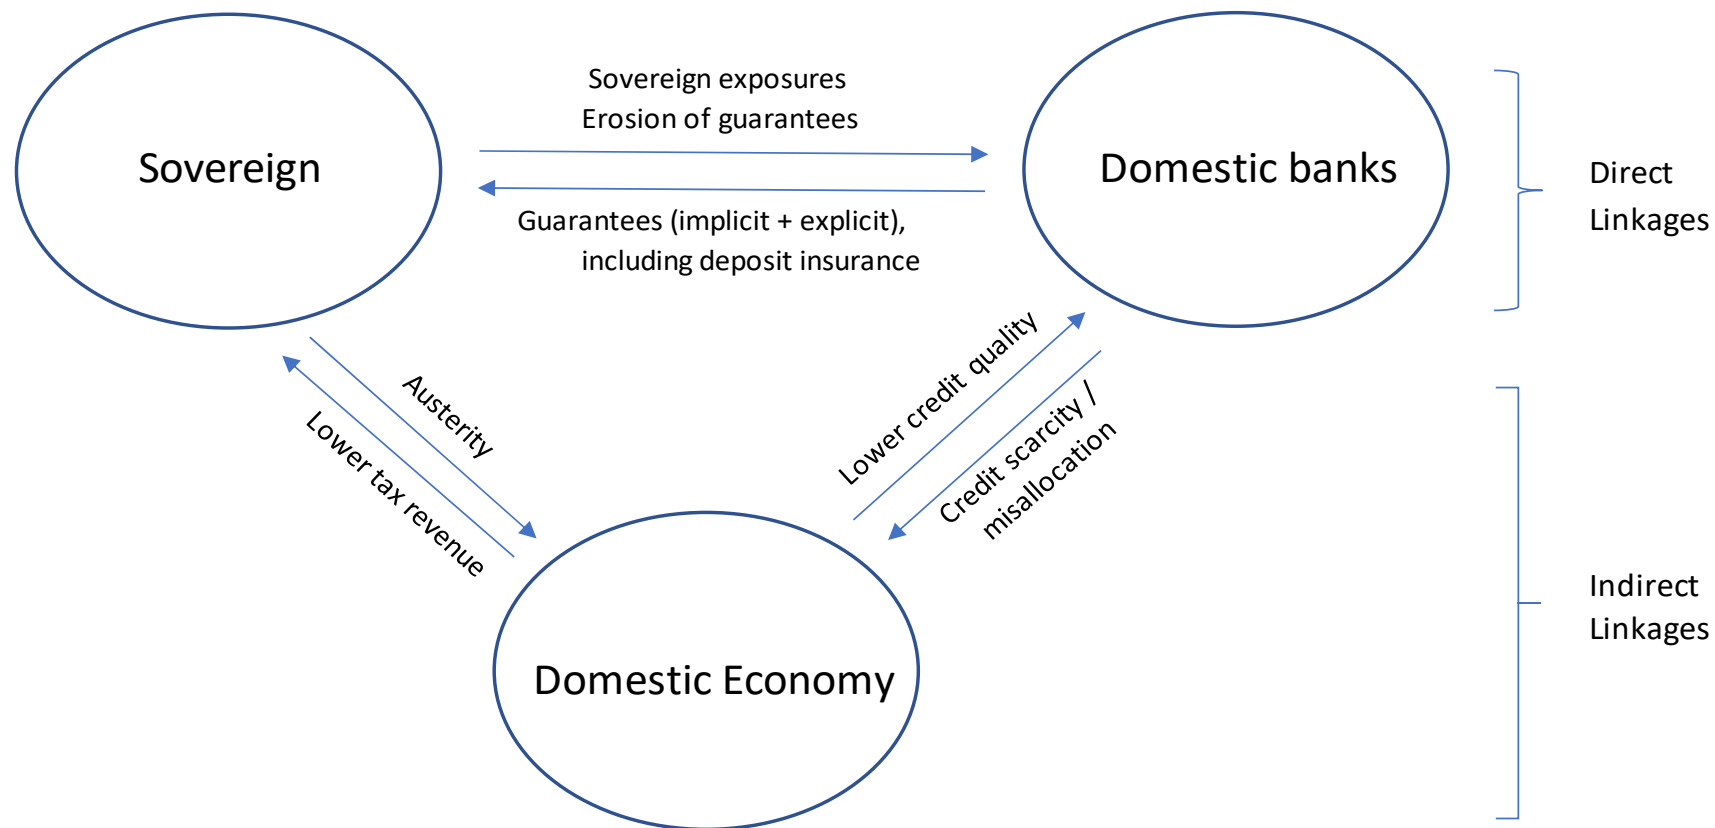 Sovereign exposures
Erosion of guarantees
Sovereign
Domestic banks
Direct
Linkages
Guarantees (implicit + explicit),
including deposit insurance
Austerity
Lower tax revenue
Lower credit quality
Credit scarcity /
misallocation
Domestic Economy
Indirect
Linkages